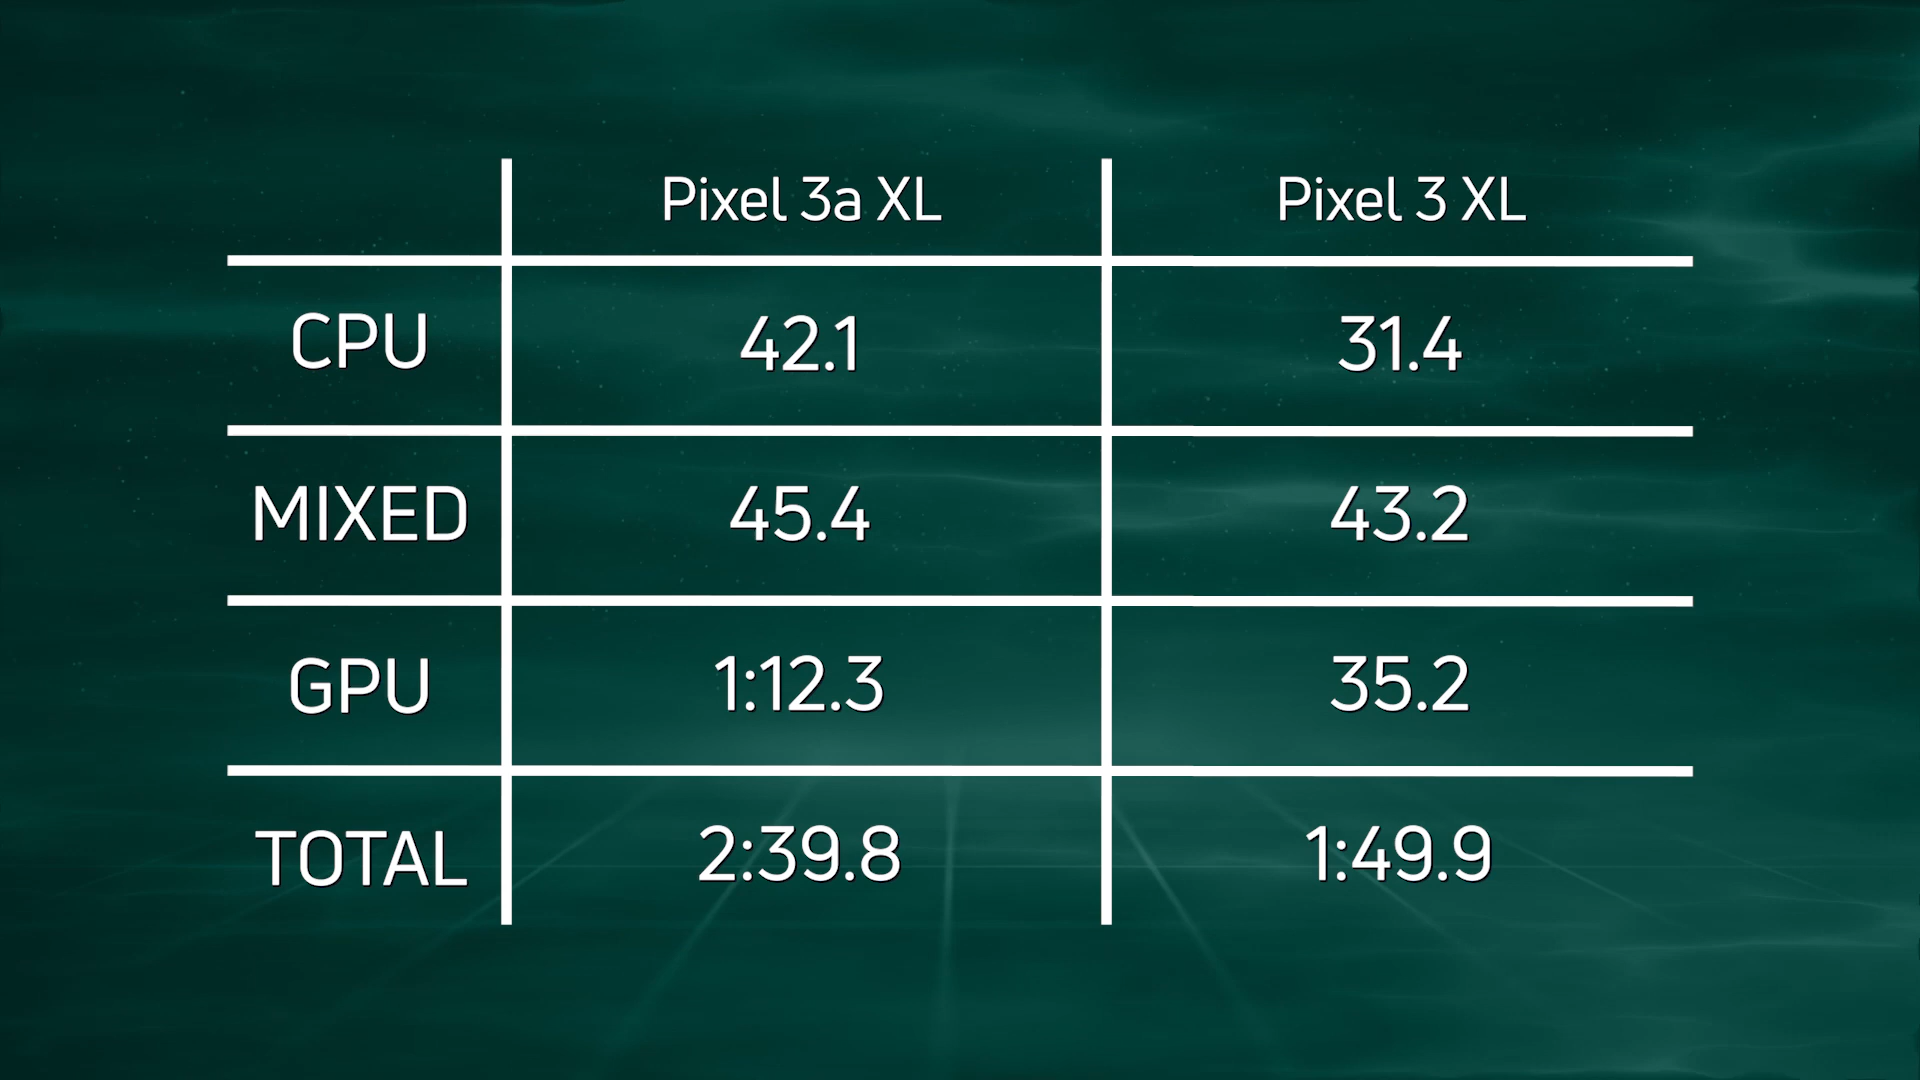 Pixel 3a XL Pixel 3 XL
CPU 42.1 31.4
MIXED 45.4 43.2
GPU 1:12.3 35.2
TOTAL 2:39.8 1:49.9